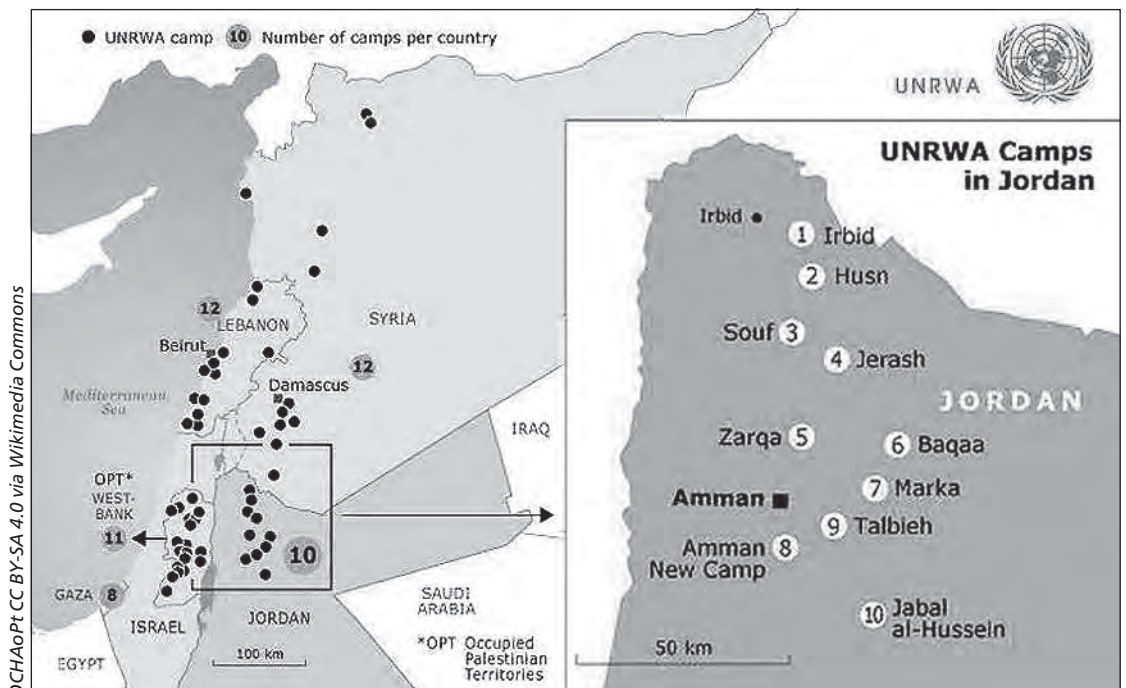 UNRWA camp
10 Number of camps per country
UNRWA
UNRWA Camps
in Jordan
Irbid
1 Irbid
2 Husn
Souf 3
4 Jerash
JORDAN
Zarqa 5
6 Baqaa
7 Marka
Amman
9 Talbieh
Amman
New Camp
8
10 Jabal
al-Hussein
50 km
12
LEBANON
SYRIA
Beirut
12
Damascus
Mediterranean
Sea
IRAQ
OPT*
WEST-
BANK
11
10
GAZA 8
ISRAEL
JORDAN
SAUDI
ARABIA
EGYPT
100 km
*OPT Occupied
Palestinian
Territories
OCHAoPt CC BY-SA 4.0 via Wikimedia Commons